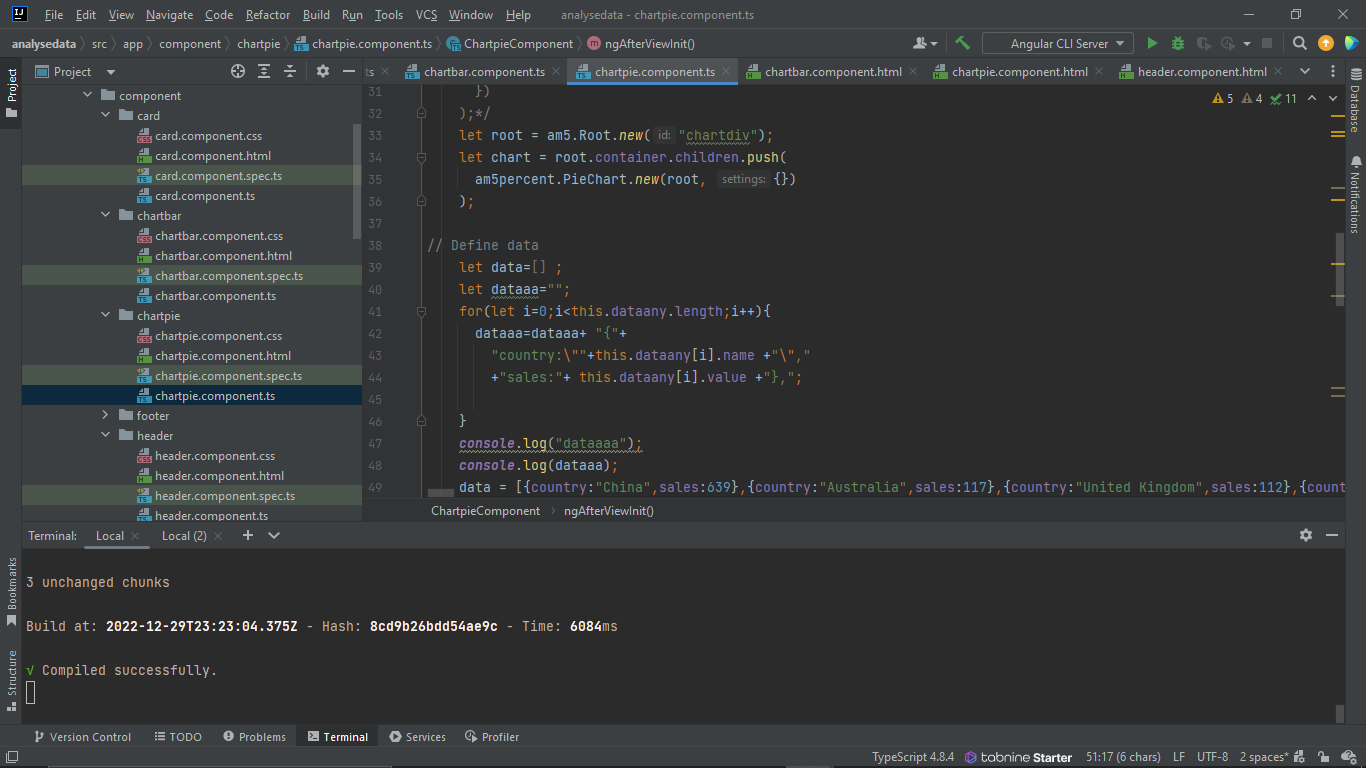 File Edit View Navigate Code Refactor Build Run Tools VCS Window Help analysedata - chartpie.component.ts
analysedata src app component chartpie chartpie.component.ts ChartpieComponent ngAfterViewInit() Angular CLI Server
Project ts chartbar.component.ts chartpie.component.ts chartbar.component.html chartpie.component.html header.component.html
Project
Bookmarks
Structure
Database
Notifications
component
card
card.component.css
card.component.html
card.component.spec.ts
card.component.ts
chartbar
chartbar.component.css
chartbar.component.html
chartbar.component.spec.ts
chartbar.component.ts
chartpie
chartpie.component.css
chartpie.component.html
chartpie.component.spec.ts
chartpie.component.ts
footer
header
header.component.css
header.component.html
header.component.spec.ts
header.component.ts
5 4 11
31 })
32 );*/
33 let root = am5.Root.new( id: "chartdiv");
34 let chart = root.container.children.push(
35 am5percent.PieChart.new(root, settings: {})
36 );
37
38 // Define data
39 let data=[] ;
40 let dataaa="";
41 for(let i=0;i<this.dataany.length;i++){
42 dataaa=dataaa+ "{"+
43 "country:\""+this.dataany[i].name +"\","
44 +"sales:"+ this.dataany[i].value +"},";
45
46 }
47 console.log("dataaaa");
48 console.log(dataaa);
49 data = [{country:"China",sales:639},{country:"Australia",sales:117},{country:"United Kingdom",sales:112},{count
ChartpieComponent ngAfterViewInit()
Terminal: Local Local (2)
3 unchanged chunks
Build at: 2022-12-29T23:23:04.375Z - Hash: 8cd9b26bdd54ae9c - Time: 6084ms
√ Compiled successfully.
Version Control TODO Problems Terminal Services Profiler
TypeScript 4.8.4 tabnine Starter 51:17 (6 chars) LF UTF-8 2 spaces*